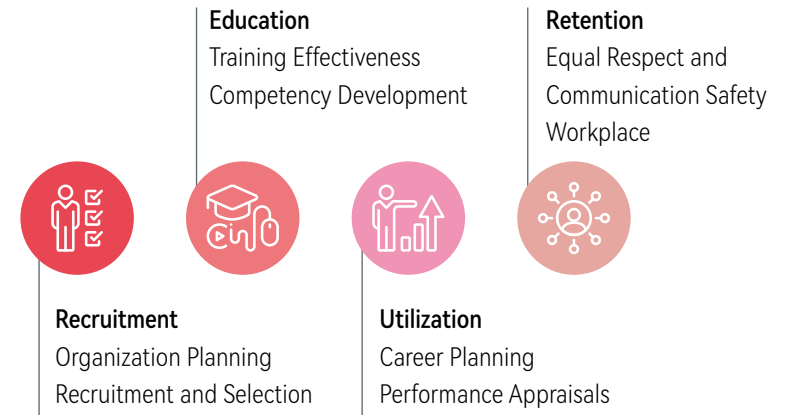 Education
Training Effectiveness
Competency Development
Retention
Equal Respect and
Communication Safety
Workplace
Recruitment
Organization Planning
Recruitment and Selection
Utilization
Career Planning
Performance Appraisals